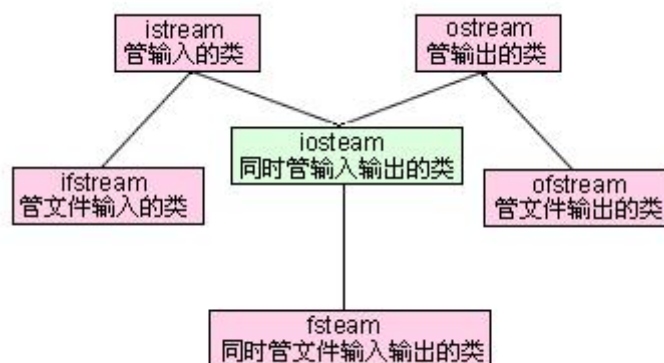 istream
管输入的类
ostream
管输出的类
iosteam
同时管输入输出的类
ifstream
管文件输入的类
ofstream
管文件输出的类
fsteam
同时管文件输入输出的类